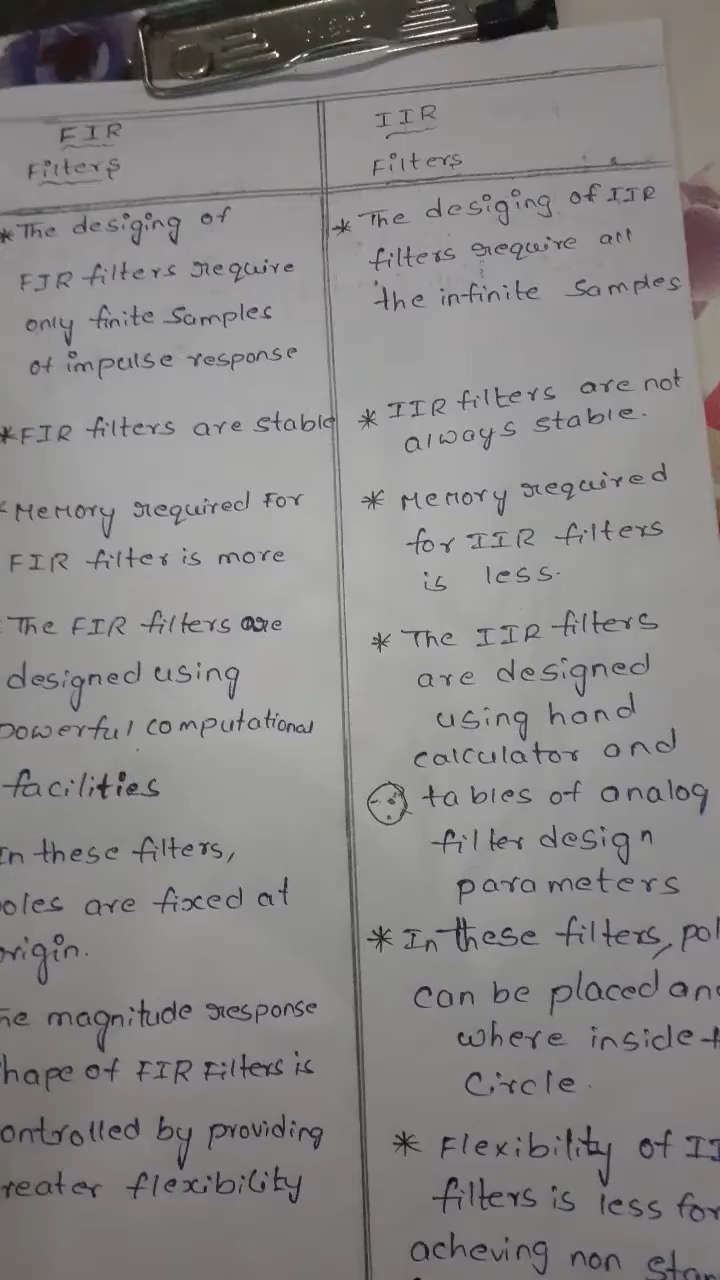 FIR
Filters
* The desiging of
FIR filters require
only finite samples
of impulse response
* FIR filters are stable
* Memory required For
FIR filter is more
The FIR filters are
designed using
powerful computational
facilities
In these filters,
poles are fixed at
origin.
magnitude response
of FIR Filters is
by providing
flexibility
IIR
Filters
* The desiging of IIR
filters require all
the infinite samples
* IIR filters are not
always stable.
* Memory required
for IIR filters
is less.
* The IIR filters
are designed
using hand
calculator and
tables of analog
filter design
parameters
* In these filters, pol
can be placed
where inside
circle.
* Flexibility of
filters is less for
acheving non